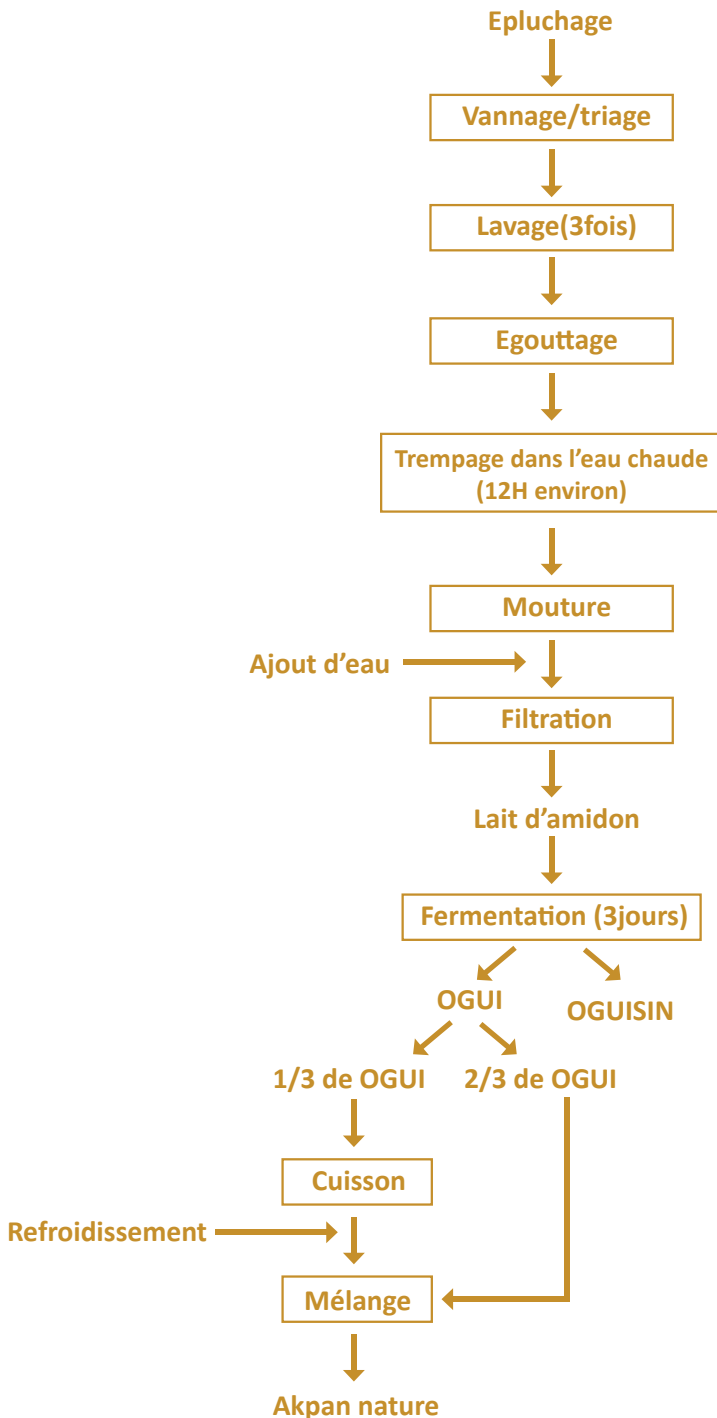 Epluchage
Vannage/triage
Lavage(3fois)
Egouttage
Trempage dans l’eau chaude
(12H environ)
Mouture
Ajout d’eau
Filtration
Lait d’amidon
Fermentation (3jours)
OGUI
OGUISIN
1/3 de OGUI
2/3 de OGUI
Cuisson
Refroidissement
Mélange
Akpan nature